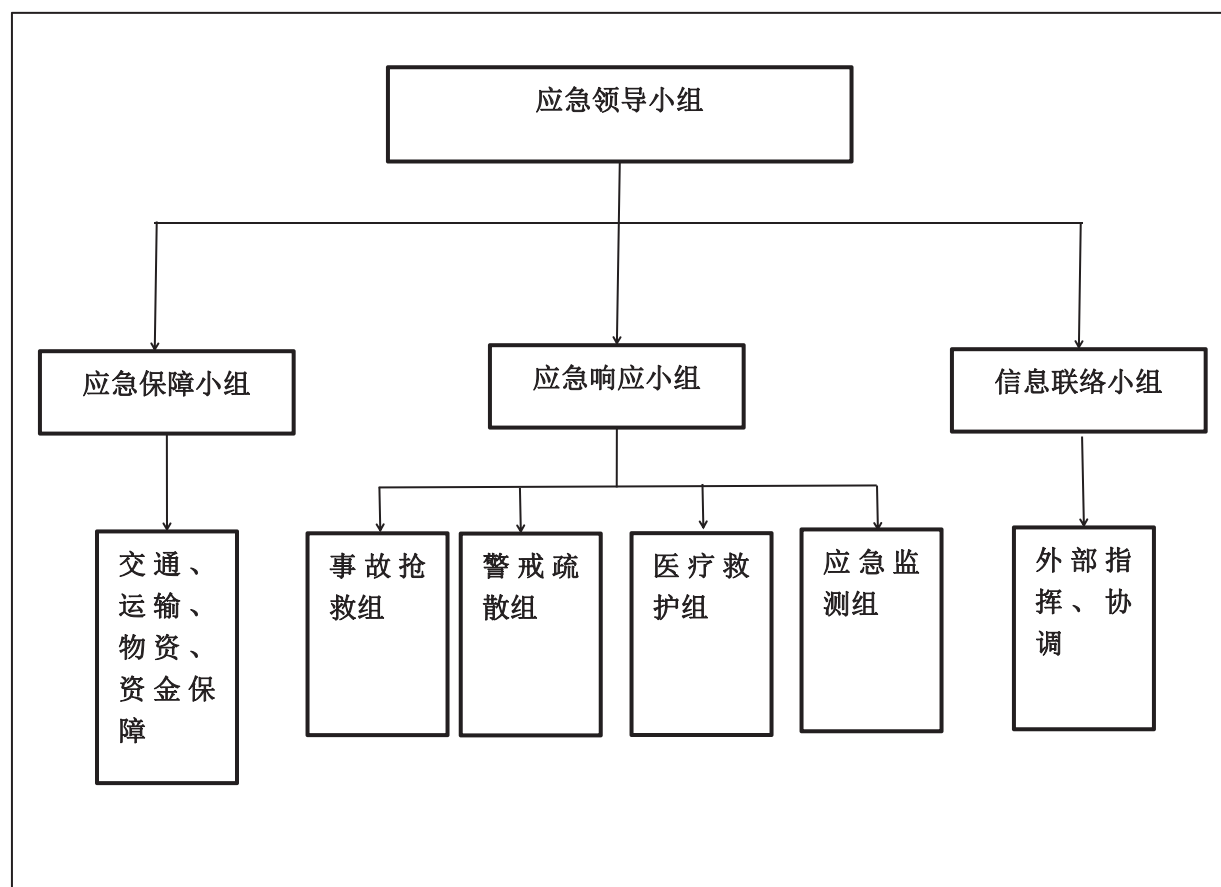 应急领导小组
应急保障小组
应急响应小组
信息联络小组
交通、
运输、
物资、
资金保
障
事故抢
救组
警戒疏
散组
医疗救
护组
应急监
测组
外部指
挥、协
调